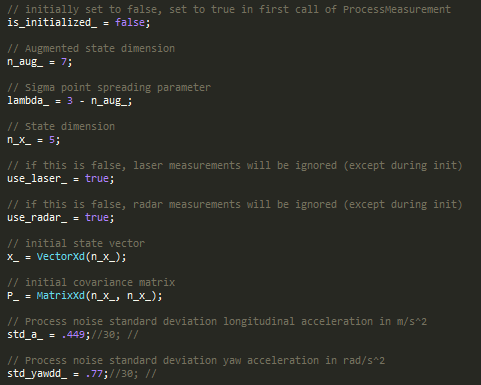 // initially set to false, set to true in first call of ProcessMeasurement
is_initialized_ = false;
// Augmented state dimension
n_aug_ = 7;
// Sigma point spreading parameter
lambda_ = 3 - n_aug_;
// State dimension
n_x_ = 5;
// if this is false, laser measurements will be ignored (except during init)
use_laser_ = true;
// if this is false, radar measurements will be ignored (except during init)
use_radar_ = true;
// initial state vector
x_ = VectorXd(n_x_);
// initial covariance matrix
P_ = MatrixXd(n_x_, n_x_);
// Process noise standard deviation longitudinal acceleration in m/s^2
std_a_ = .449;//30; //
// Process noise standard deviation yaw acceleration in rad/s^2
std_yawdd_ = .77;//30; //